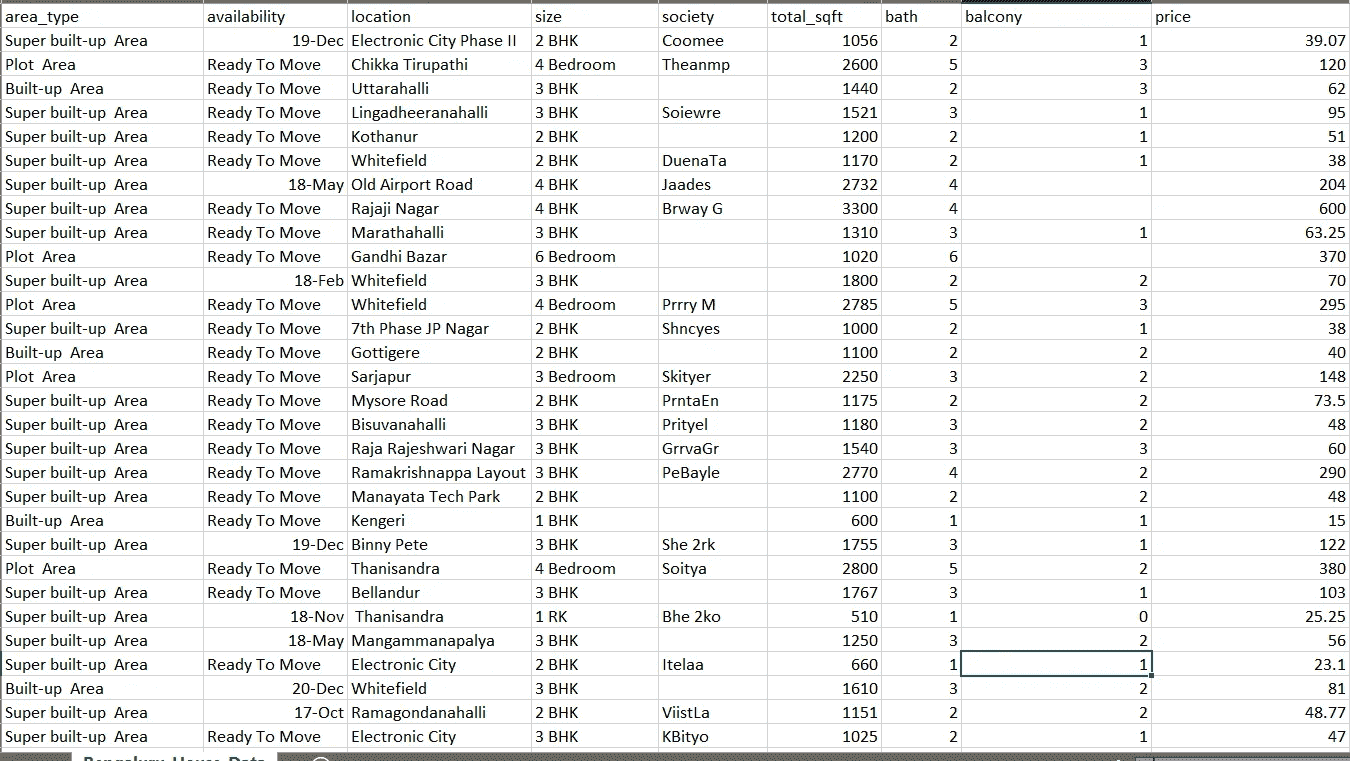 area_type availability location size society total_sqft bath balcony price
Super built-up Area 19-Dec Electronic City Phase II 2 BHK Coomee 1056 2 1 39.07
Plot Area Ready To Move Chikka Tirupathi 4 Bedroom Theanmp 2600 5 3 120
Built-up Area Ready To Move Uttarahalli 3 BHK 1440 2 3 62
Super built-up Area Ready To Move Lingadheeranahalli 3 BHK Soiewre 1521 3 1 95
Super built-up Area Ready To Move Kothanur 2 BHK 1200 2 1 51
Super built-up Area Ready To Move Whitefield 2 BHK DuenaTa 1170 2 1 38
Super built-up Area 18-May Old Airport Road 4 BHK Jaades 2732 4 204
Super built-up Area Ready To Move Rajaji Nagar 4 BHK Brway G 3300 4 600
Super built-up Area Ready To Move Marathahalli 3 BHK 1310 3 1 63.25
Plot Area Ready To Move Gandhi Bazar 6 Bedroom 1020 6 370
Super built-up Area 18-Feb Whitefield 3 BHK 1800 2 2 70
Plot Area Ready To Move Whitefield 4 Bedroom Prrry M 2785 5 3 295
Super built-up Area Ready To Move 7th Phase JP Nagar 2 BHK Shncyes 1000 2 1 38
Built-up Area Ready To Move Gottigere 2 BHK 1100 2 2 40
Plot Area Ready To Move Sarjapur 3 Bedroom Skityer 2250 3 2 148
Super built-up Area Ready To Move Mysore Road 2 BHK PrntaEn 1175 2 2 73.5
Super built-up Area Ready To Move Bisuvanahalli 3 BHK Prityel 1180 3 2 48
Super built-up Area Ready To Move Raja Rajeshwari Nagar 3 BHK GrrvaGr 1540 3 3 60
Super built-up Area Ready To Move Ramakrishnappa Layout 3 BHK PeBayle 2770 4 2 290
Super built-up Area Ready To Move Manayata Tech Park 2 BHK 1100 2 2 48
Built-up Area Ready To Move Kengeri 1 BHK 600 1 1 15
Super built-up Area 19-Dec Binny Pete 3 BHK She 2rk 1755 3 1 122
Plot Area Ready To Move Thanisandra 4 Bedroom Soitya 2800 5 2 380
Super built-up Area Ready To Move Bellandur 3 BHK 1767 3 1 103
Super built-up Area 18-Nov Thanisandra 1 RK Bhe 2ko 510 1 0 25.25
Super built-up Area 18-May Mangammanapalya 3 BHK 1250 3 2 56
Super built-up Area Ready To Move Electronic City 2 BHK Itelaa 660 1 1 23.1
Built-up Area 20-Dec Whitefield 3 BHK 1610 3 2 81
Super built-up Area 17-Oct Ramagondanahalli 2 BHK ViistLa 1151 2 2 48.77
Super built-up Area Ready To Move Electronic City 3 BHK KBityo 1025 2 1 47